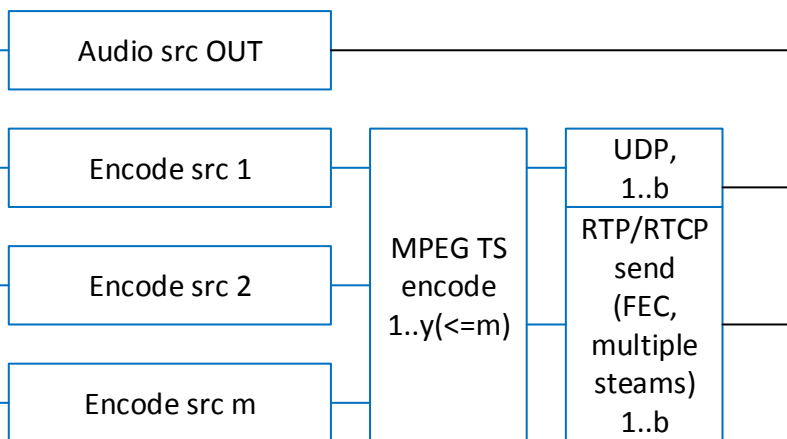 Audio src OUT
Encode src 1
Encode src 2
Encode src m
MPEG TS
encode
1..y(<=m)
UDP,
1..b
RTP/RTCP
send
(FEC,
multiple
steams)
1..b